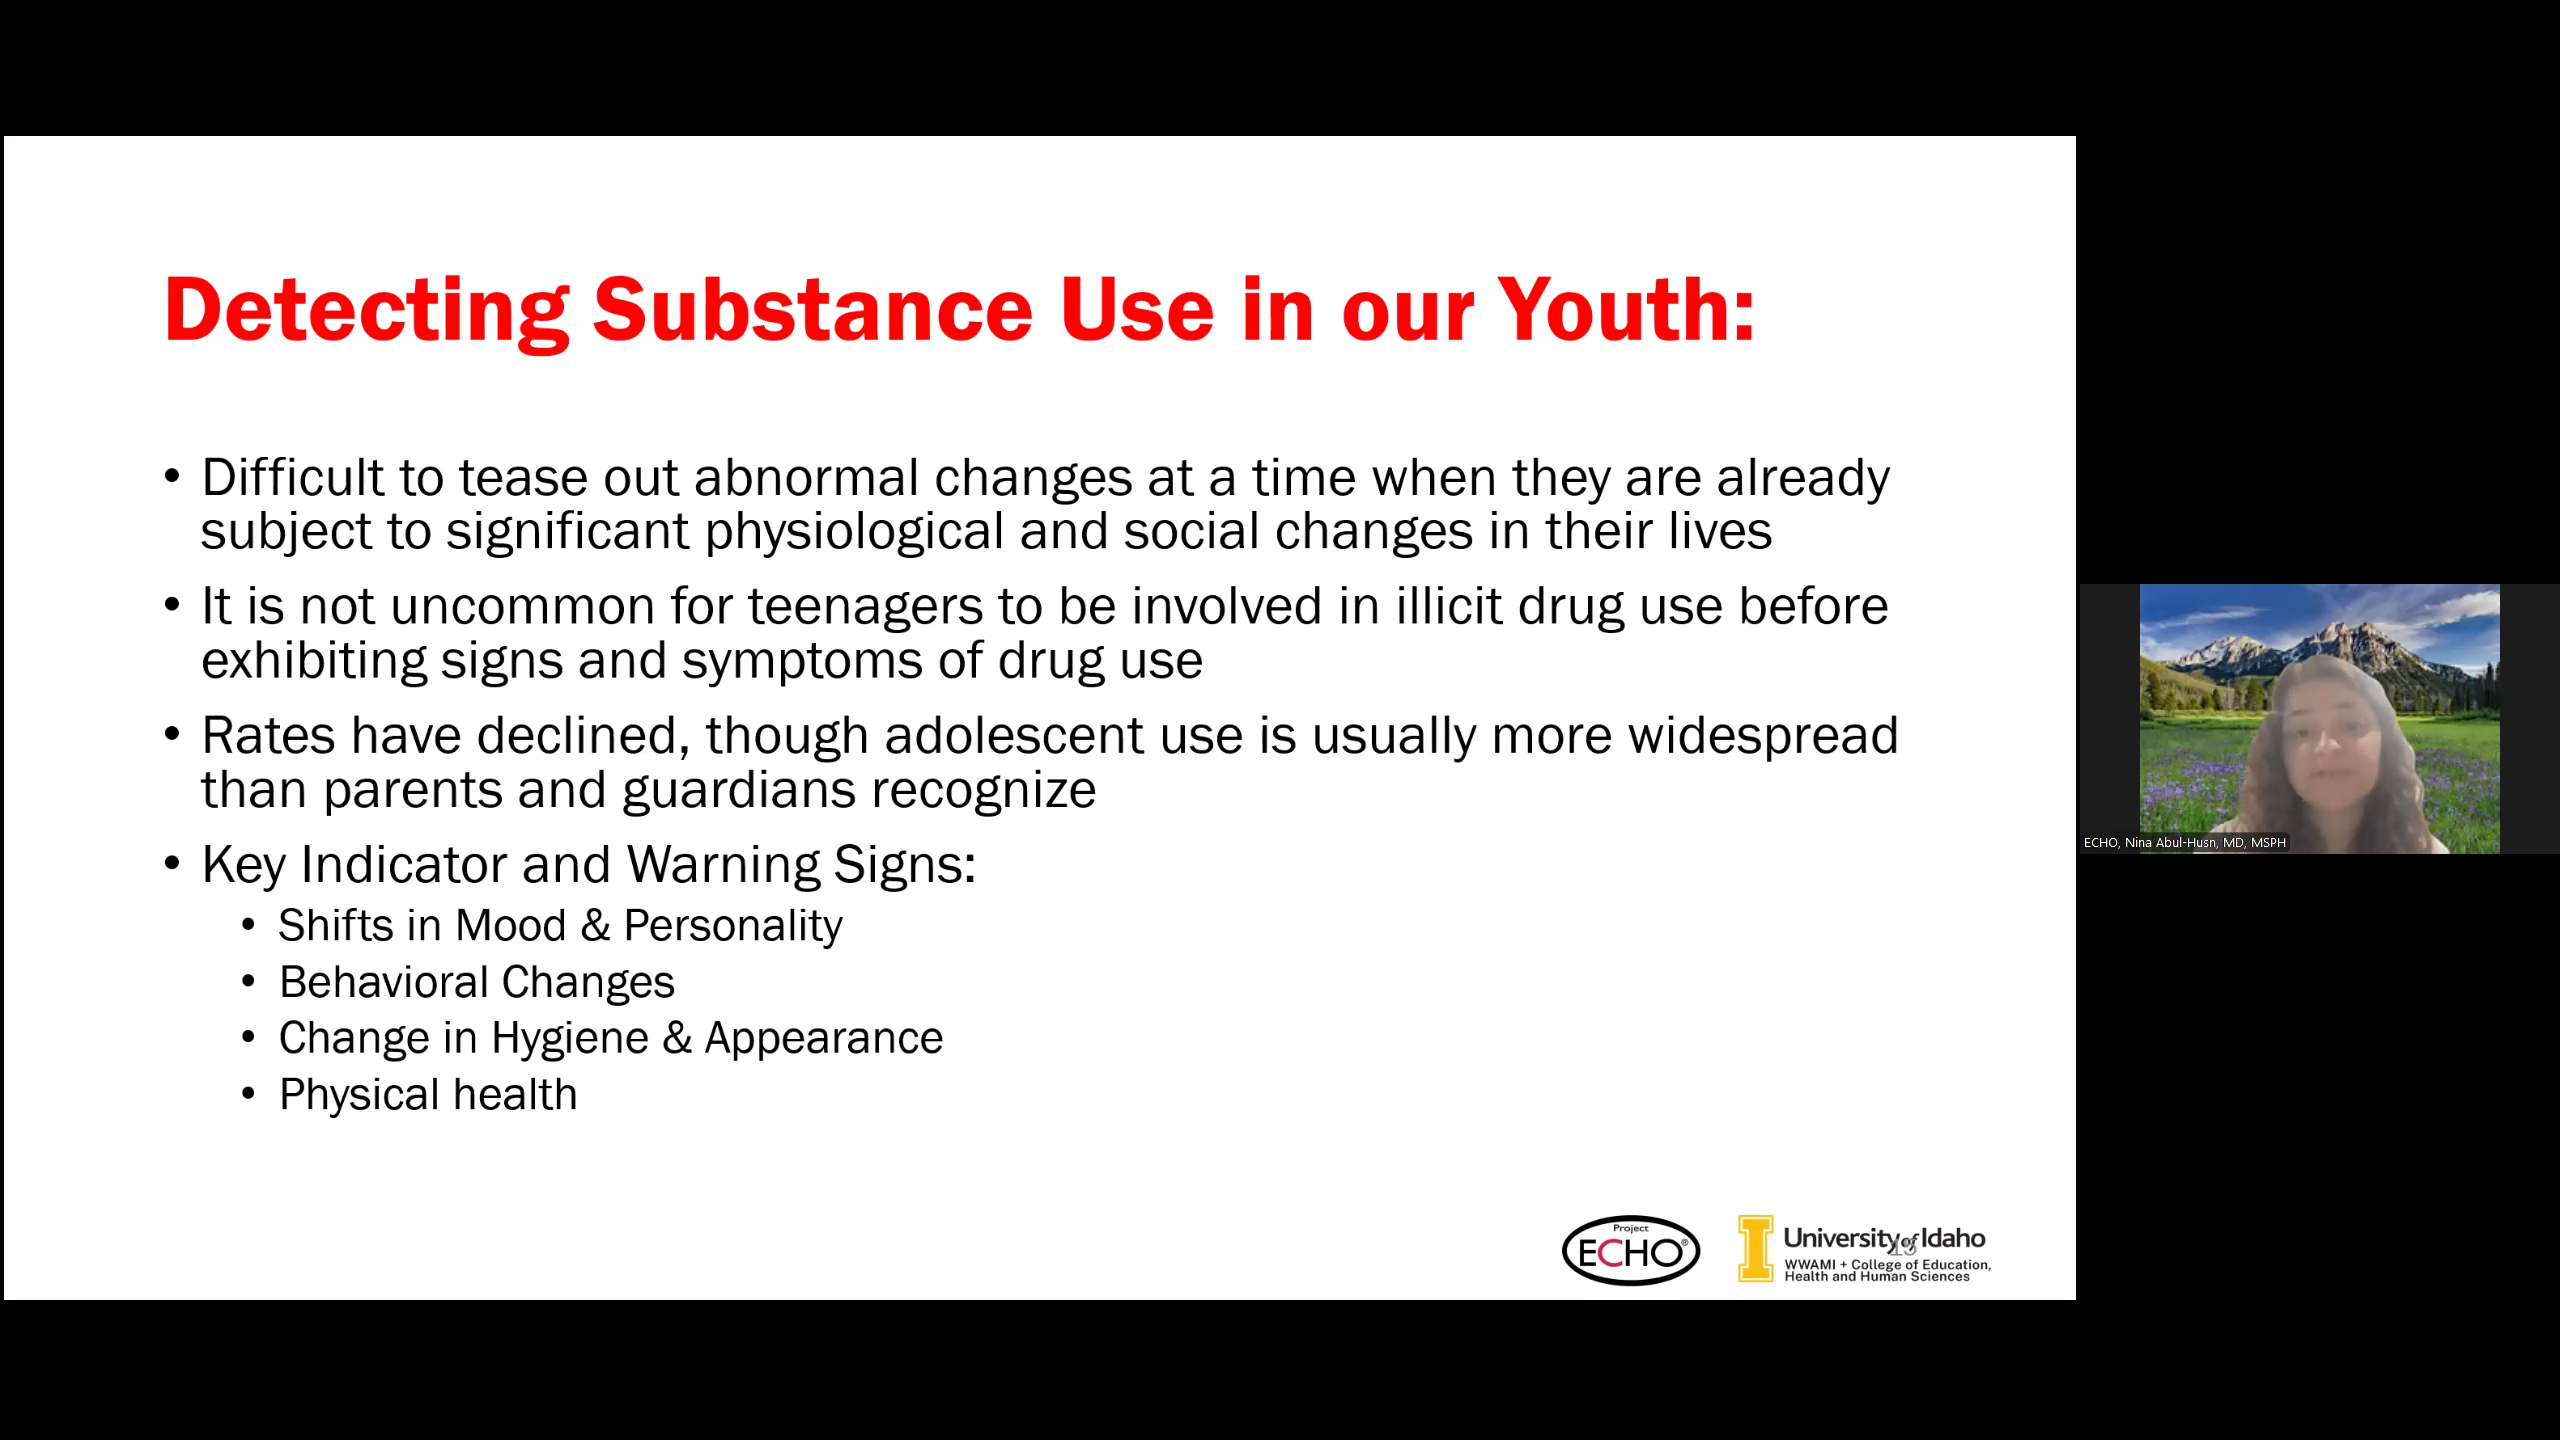 Detecting Substance Use in our Youth:
• Difficult to tease out abnormal changes at a time when they are already
subject to significant physiological and social changes in their lives
• It is not uncommon for teenagers to be involved in illicit drug use before
exhibiting signs and symptoms of drug use
• Rates have declined, though adolescent use is usually more widespread
than parents and guardians recognize
• Key Indicator and Warning Signs:
• Shifts in Mood & Personality
• Behavioral Changes
• Change in Hygiene & Appearance
• Physical health
Project
ECHO®
I
University of Idaho
15
WWAMI + College of Education,
Health and Human Sciences
ECHO, Nina Abul-Husn, MD, MSPH